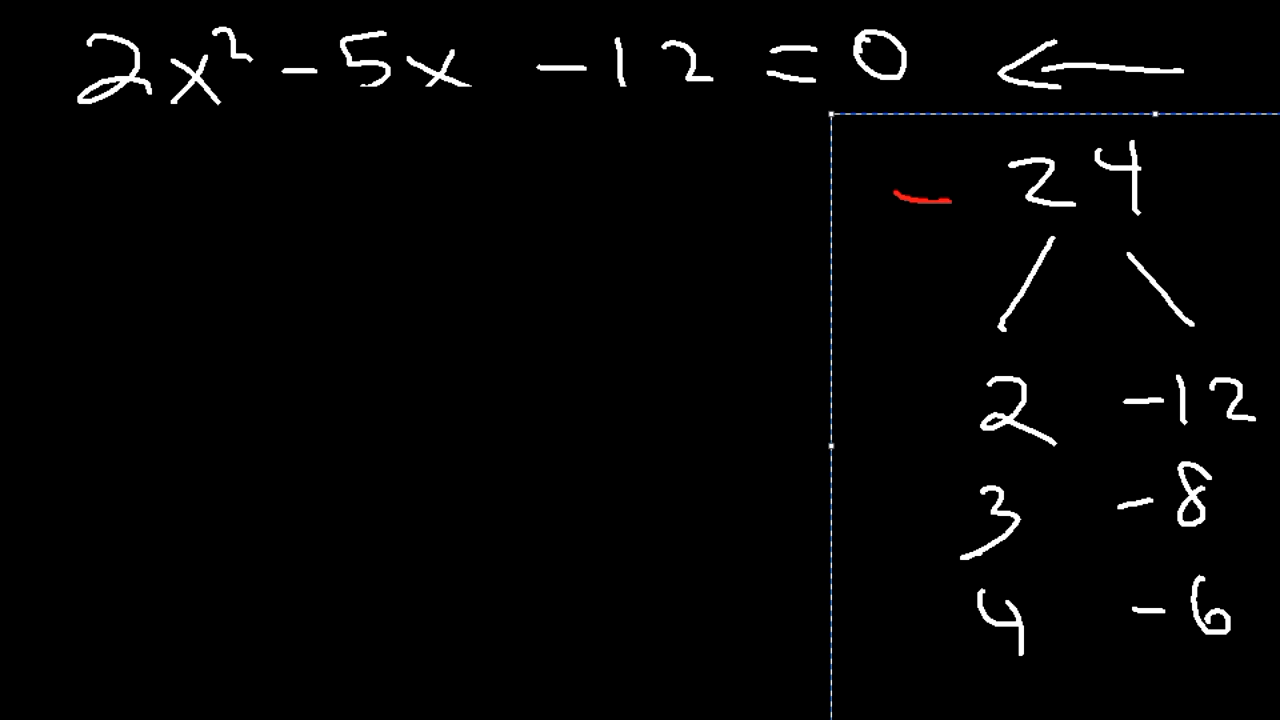 2x² - 5x - 12 = 0 ←
- 24
2 -12
3 -8
4 -6